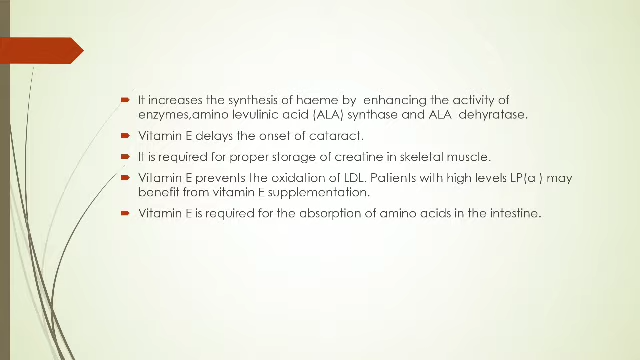 It increases the synthesis of haeme by enhancing the activity of
enzymes,amino levulinic acid (ALA) synthase and ALA dehyratase.
Vitamin E delays the onset of cataract.
It is required for proper storage of creatine in skeletal muscle.
Vitamin E prevents the oxidation of LDL. Patients with high levels LP(a ) may
benefit from vitamin E supplementation.
Vitamin E is required for the absorption of amino acids in the intestine.